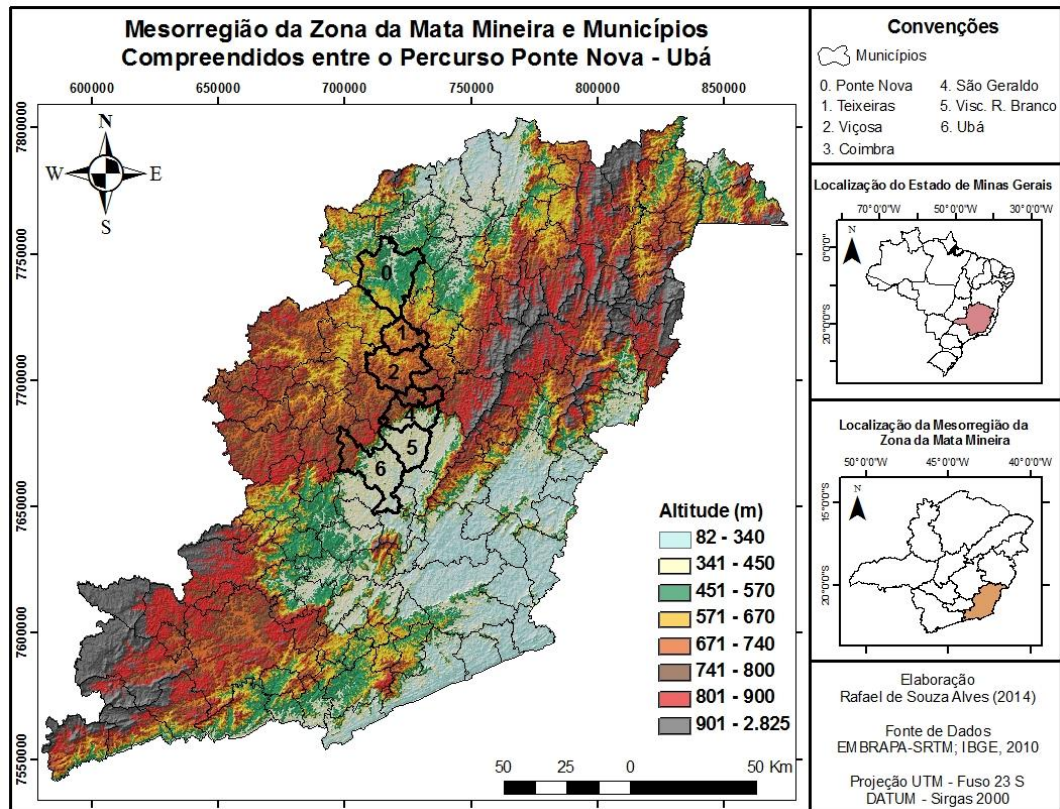 Mesorregião da Zona da Mata Mineira e Municípios
Compreendidos entre o Percurso Ponte Nova - Ubá
600000 650000 700000 750000 800000 850000
7800000
7750000
7700000
7650000
7600000
7550000
N
W E
S
0
1
2
4
5
6
Altitude (m)
82 - 340
341 - 450
451 - 570
571 - 670
671 - 740
741 - 800
801 - 900
901 - 2.825
50 25 0 50 Km
Convenções
Municípios
0. Ponte Nova 4. São Geraldo
1. Teixeiras 5. Visc. R. Branco
2. Viçosa 6. Ubá
3. Coimbra
Localização do Estado de Minas Gerais
70°0'0"W 50°0'0"W 30°0'0"W
0°0'0"
20°0'0"S
Localização da Mesorregião da
Zona da Mata Mineira
50°0'0"W 45°0'0"W 40°0'0"W
N
15°0'0"S
20°0'0"S
Elaboração
Rafael de Souza Alves (2014)
Fonte de Dados
EMBRAPA-SRTM; IBGE, 2010
Projeção UTM - Fuso 23 S
DATUM - Sirgas 2000